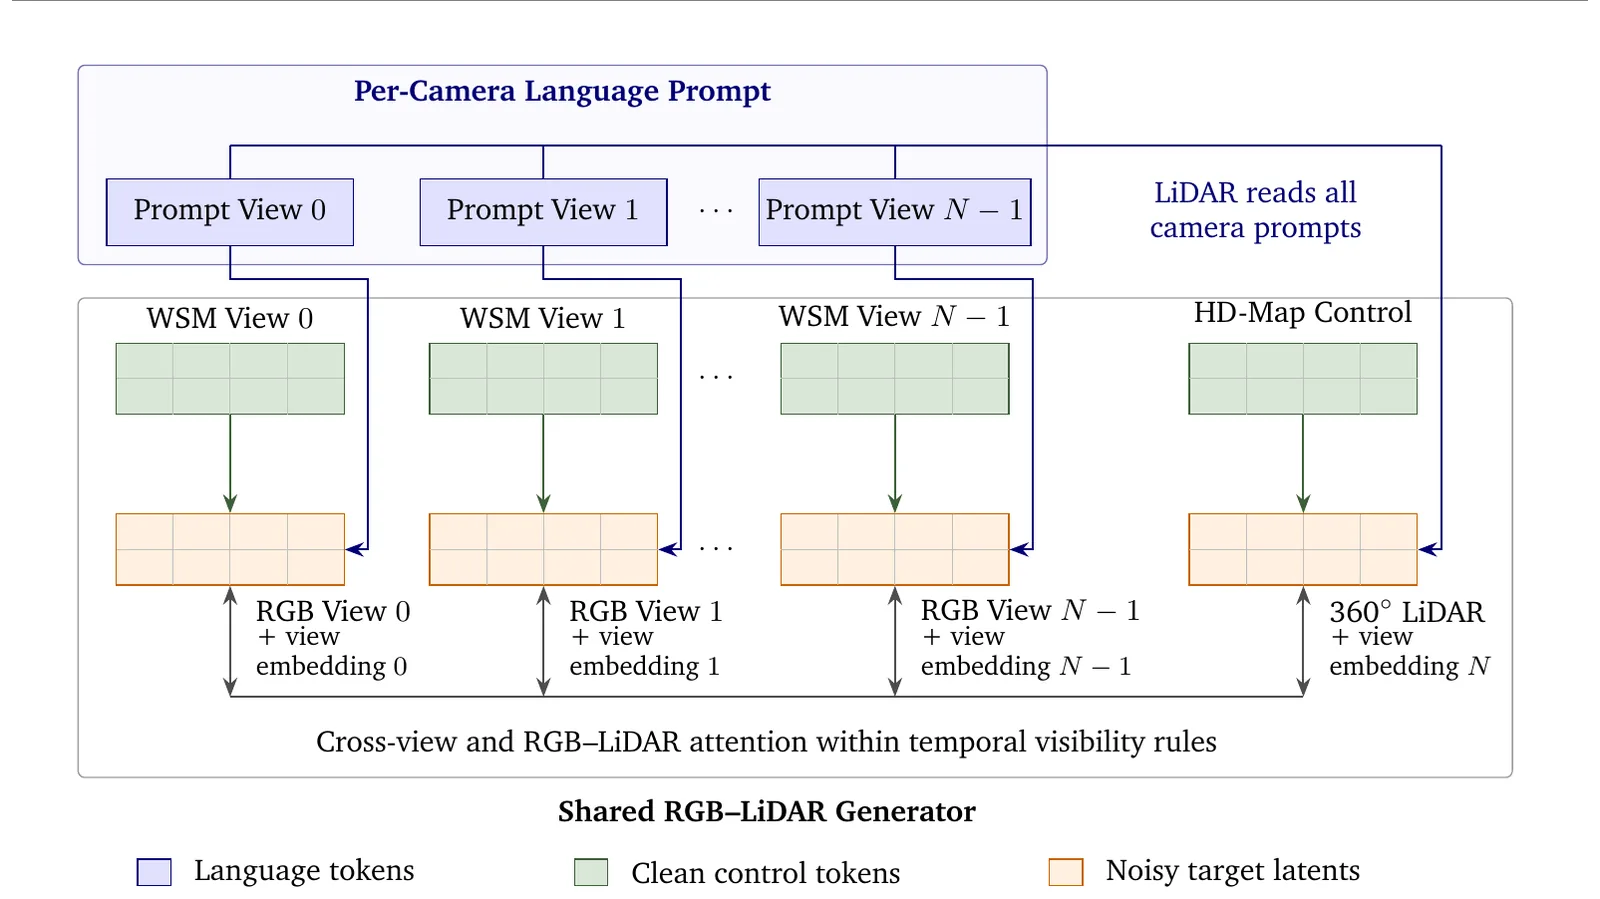 Per-Camera Language Prompt
Prompt View 0
Prompt View 1
...
Prompt View N − 1
LiDAR reads all
camera prompts
WSM View 0
WSM View 1
WSM View N − 1
HD-Map Control
...
...
RGB View 0
+ view
embedding 0
RGB View 1
+ view
embedding 1
RGB View N − 1
+ view
embedding N − 1
360° LiDAR
+ view
embedding N
Cross-view and RGB–LiDAR attention within temporal visibility rules
Shared RGB–LiDAR Generator
Language tokens
Clean control tokens
Noisy target latents